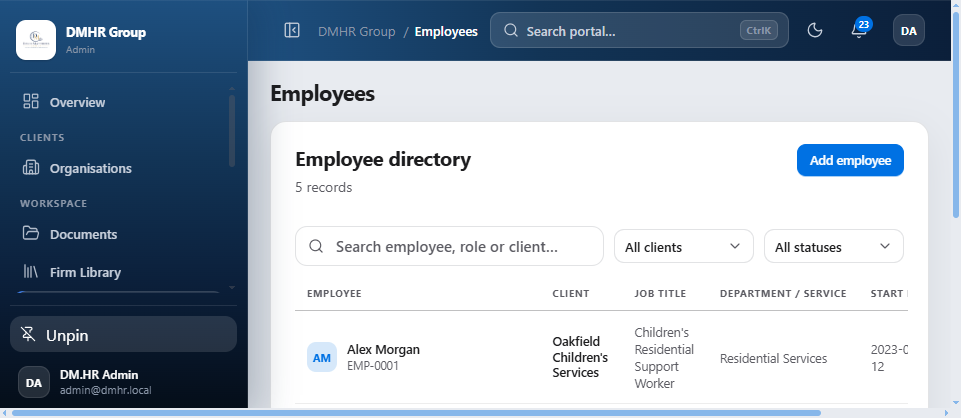 DMHR Group
Admin
Overview
CLIENTS
Organisations
WORKSPACE
Documents
Firm Library
Unpin
DA
DM.HR Admin
admin@dmhr.local
DMHR Group / Employees
Search portal...
CtrlK
23
DA
Employees
Employee directory
5 records
Add employee
Search employee, role or client...
All clients
All statuses
EMPLOYEE CLIENT JOB TITLE DEPARTMENT / SERVICE START
AM
Alex Morgan
EMP-0001
Oakfield
Children's
Services
Children's
Residential
Support
Worker
Residential Services
2023-0
12